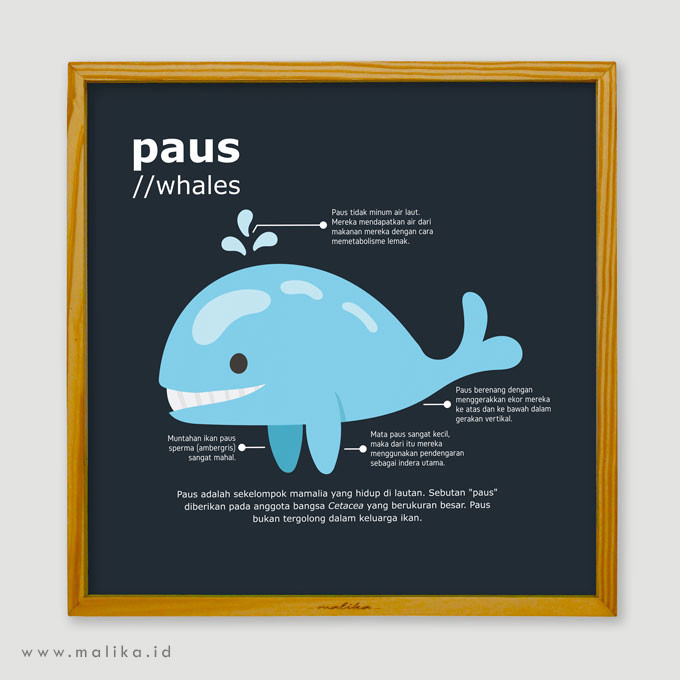 paus
//whales
Paus tidak minum air laut.
Mereka mendapatkan air dari
makanan mereka dengan cara
memetabolisme lemak.
Paus berenang dengan
menggerakkan ekor mereka
ke atas dan ke bawah dalam
gerakan vertikal.
Muntahan ikan paus
sperma (ambergris)
sangat mahal.
Mata paus sangat kecil,
maka dari itu mereka
menggunakan pendengaran
sebagai indera utama.
Paus adalah sekelompok mamalia yang hidup di lautan. Sebutan "paus"
diberikan pada anggota bangsa Cetacea yang berukuran besar. Paus
bukan tergolong dalam keluarga ikan.
malika
www.malika.id